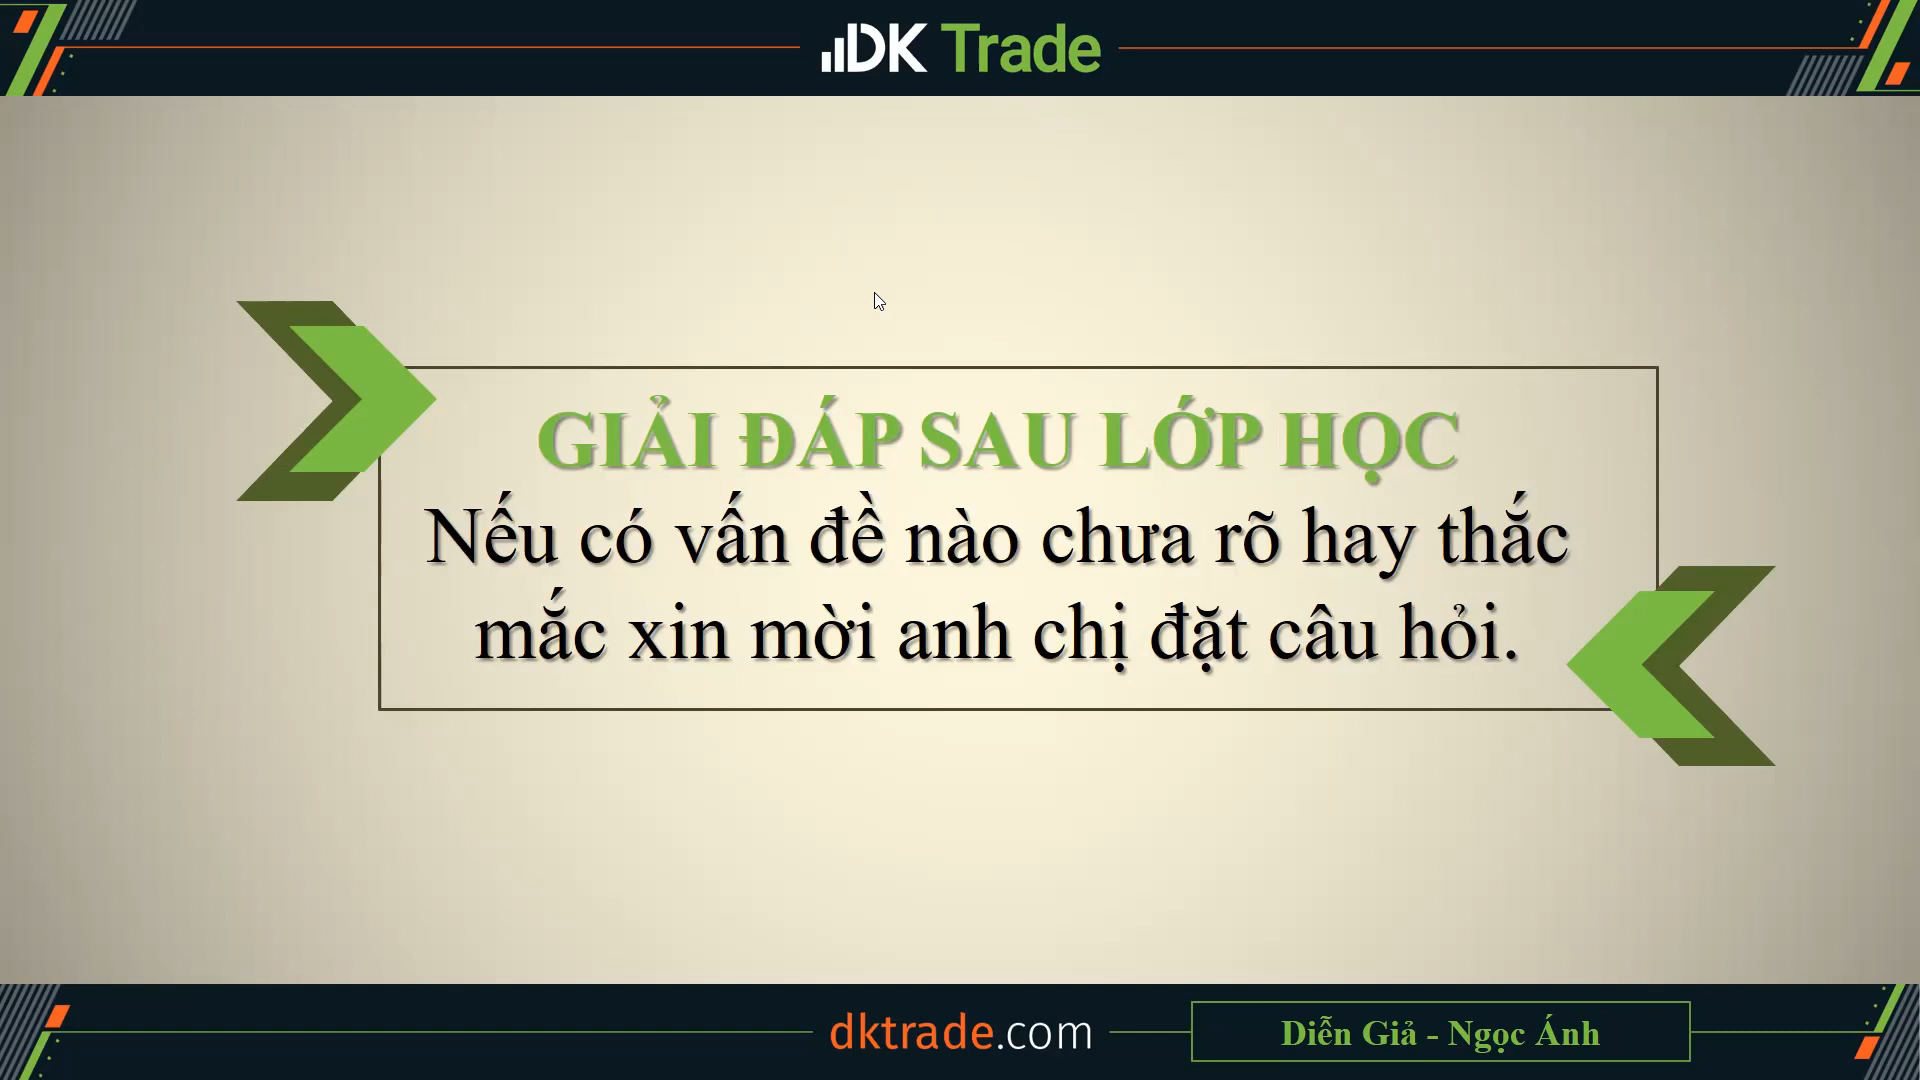 DK Trade
GIẢI ĐÁP SAU LỚP HỌC
Nếu có vấn đề nào chưa rõ hay thắc
mắc xin mời anh chị đặt câu hỏi.
dktrade.com
Diễn Giả - Ngọc Ánh